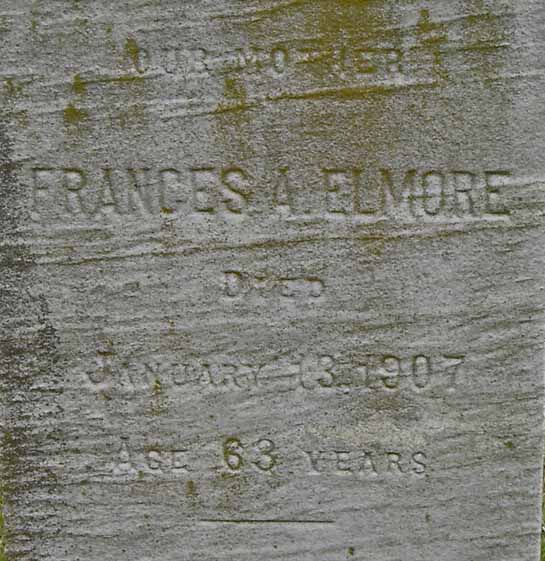 OUR MOTHER
FRANCES A. ELMORE
DIED
JANUARY 13, 1907
AGE 63 YEARS